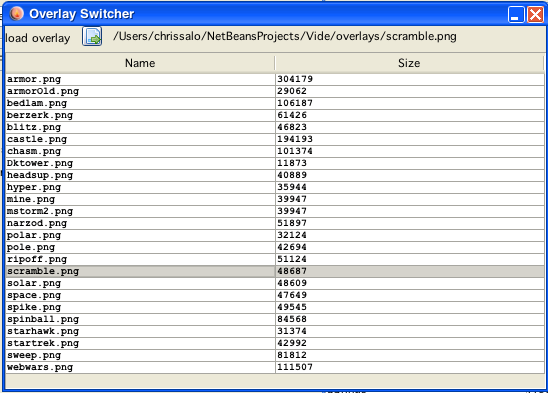 Overlay Switcher
load overlay /Users/chrissalo/NetBeansProjects/Vide/overlays/scramble.png
Name Size
armor.png 304179
armorOld.png 29062
bedlam.png 106187
berzerk.png 61426
blitz.png 46823
castle.png 194193
chasm.png 101374
Dktower.png 11873
headsup.png 40889
hyper.png 35944
mine.png 39947
mstorm2.png 39947
narzod.png 51897
polar.png 32124
pole.png 42694
ripoff.png 51124
scramble.png 48687
solar.png 48609
space.png 47649
spike.png 49545
spinball.png 84568
starhawk.png 31374
startrek.png 42992
sweep.png 81812
webwars.png 111507